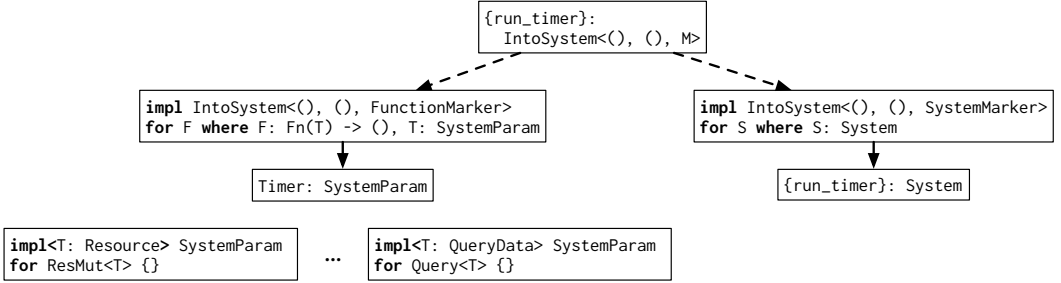 {run_timer}:
IntoSystem<(), (), M>
impl IntoSystem<(), (), FunctionMarker>
for F where F: Fn(T) -> (), T: SystemParam
impl IntoSystem<(), (), SystemMarker>
for S where S: System
Timer: SystemParam
{run_timer}: System
impl<T: Resource> SystemParam
for ResMut<T> {}
...
impl<T: QueryData> SystemParam
for Query<T> {}